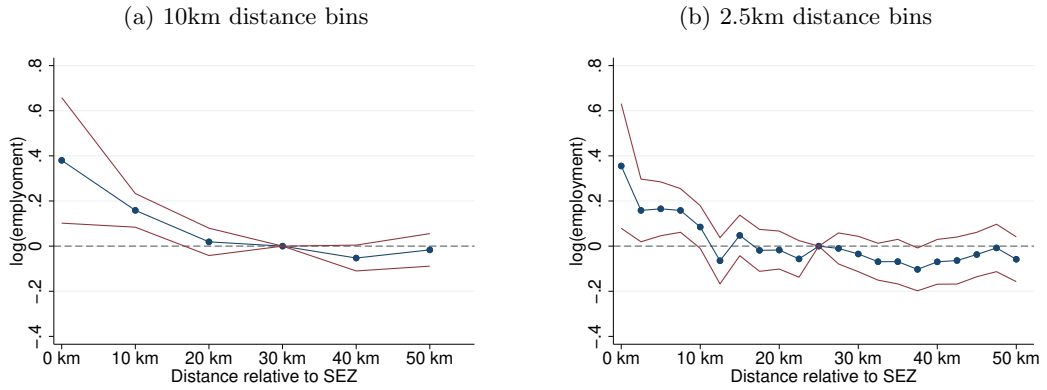 (a) 10km distance bins
log(emplyoment)
.8
.6
.4
.2
0
-.2
-.4
0 km 10 km 20 km 30 km 40 km 50 km
Distance relative to SEZ
(b) 2.5km distance bins
log(employment)
.8
.6
.4
.2
0
-.2
-.4
0 km 10 km 20 km 30 km 40 km 50 km
Distance relative to SEZ